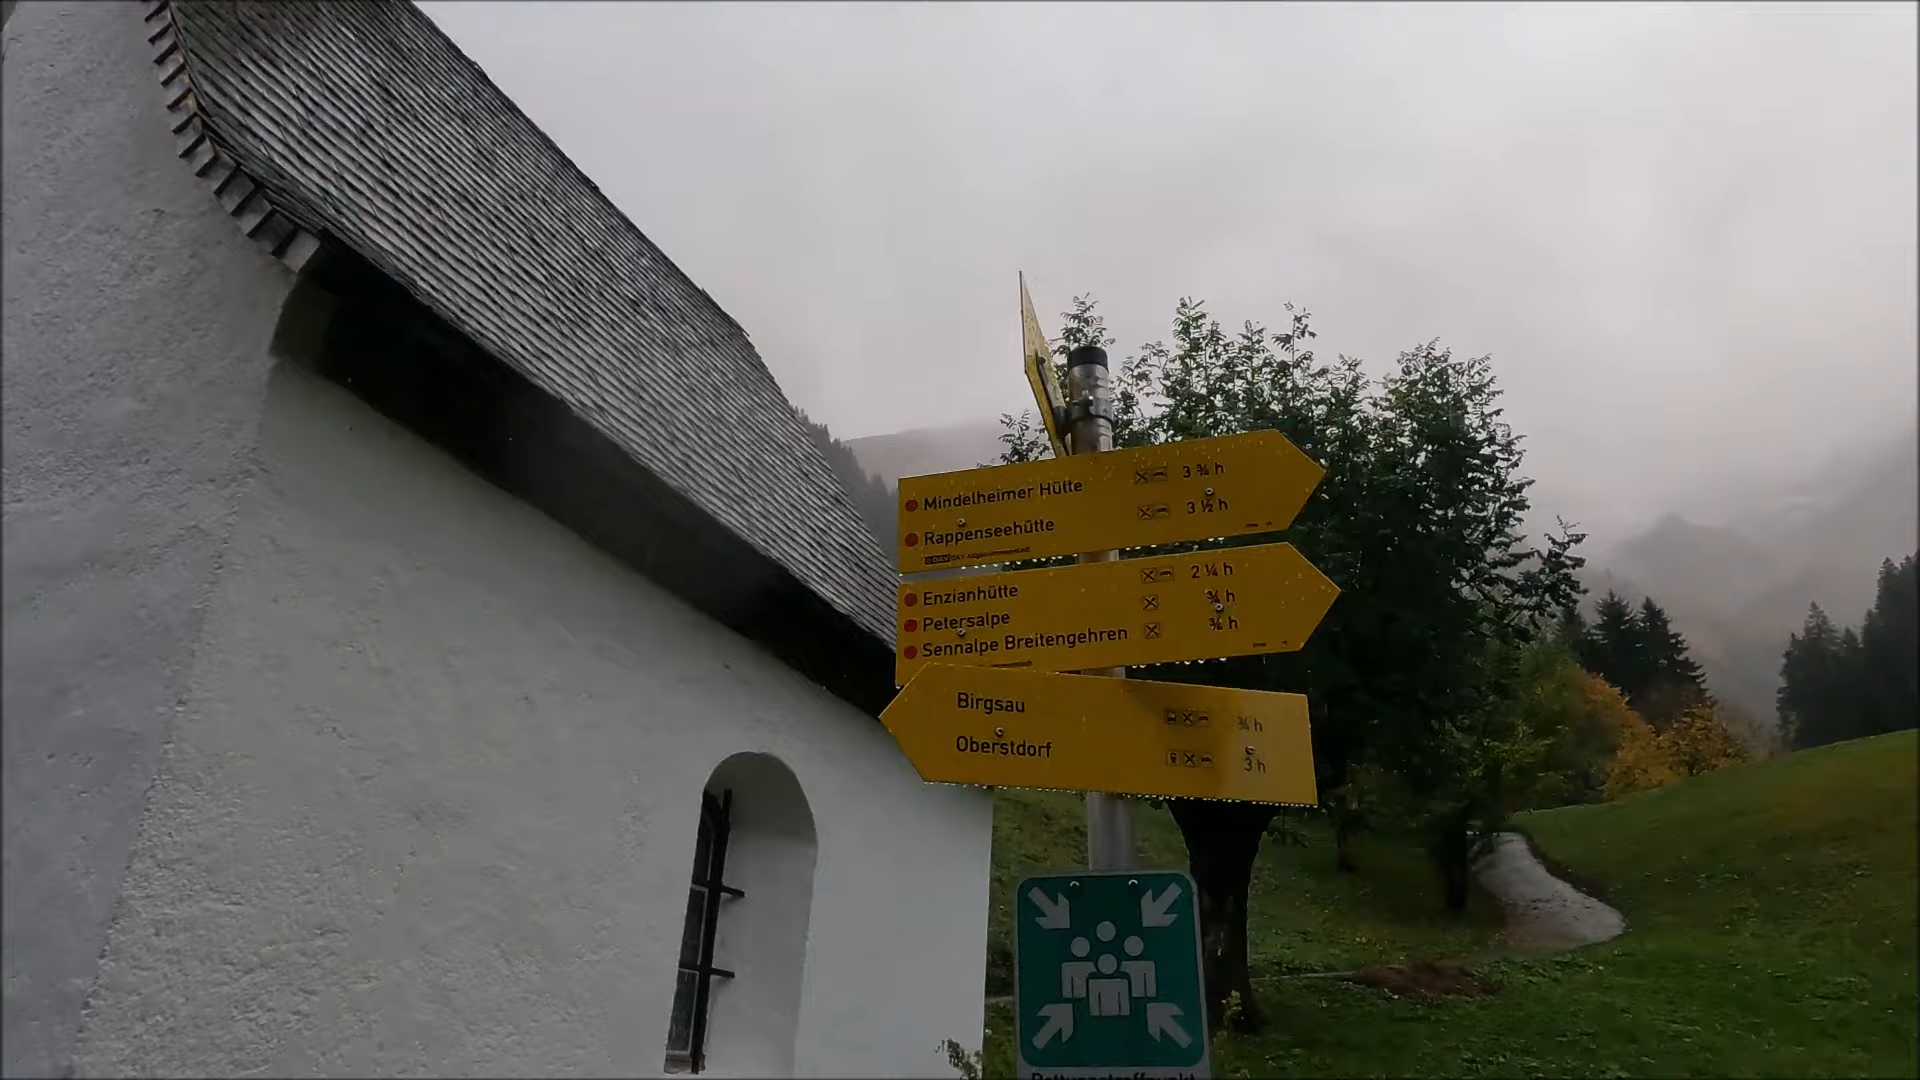 Mindelheimer Hütte 3 ¾ h
Rappenseehütte 3 ½ h
DAV
Enzianhütte 2 ¼ h
Petersalpe ¾ h
Sennalpe Breitengehren ¾ h
Birgsau ¾ h
Oberstdorf 3 h